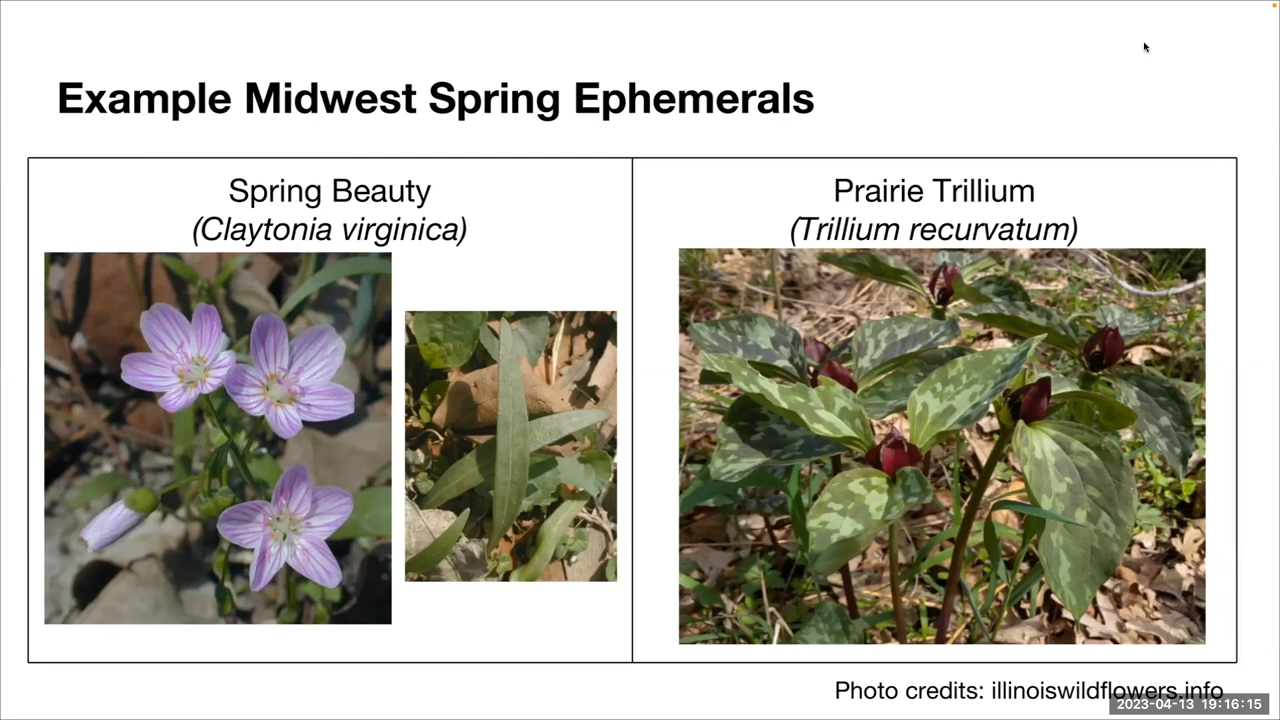 Example Midwest Spring Ephemerals
Spring Beauty
(Claytonia virginica)
Prairie Trillium
(Trillium recurvatum)
Photo credits: illinoiswildflowers.info
2023-04-13 19:16:15